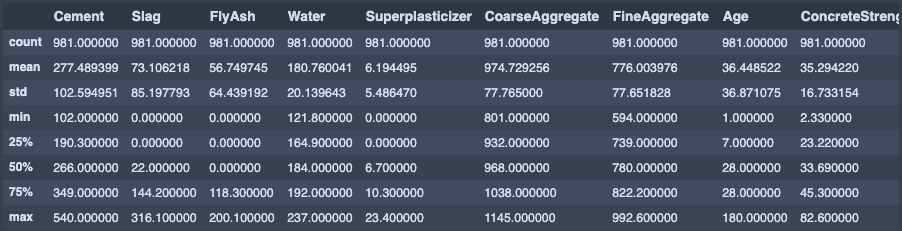 Cement Slag FlyAsh Water Superplasticizer CoarseAggregate FineAggregate Age ConcreteStreng
count 981.000000 981.000000 981.000000 981.000000 981.000000 981.000000 981.000000 981.000000 981.000000
mean 277.489399 73.106218 56.749745 180.760041 6.194495 974.729256 776.003976 36.448522 35.294220
std 102.594951 85.197793 64.439192 20.139643 5.486470 77.765000 77.651828 36.871075 16.733154
min 102.000000 0.000000 0.000000 121.800000 0.000000 801.000000 594.000000 1.000000 2.330000
25% 190.300000 0.000000 0.000000 164.900000 0.000000 932.000000 739.000000 7.000000 23.220000
50% 266.000000 22.000000 0.000000 184.000000 6.700000 968.000000 780.000000 28.000000 33.690000
75% 349.000000 144.200000 118.300000 192.000000 10.300000 1038.000000 822.200000 28.000000 45.300000
max 540.000000 316.100000 200.100000 237.000000 23.400000 1145.000000 992.600000 180.000000 82.600000